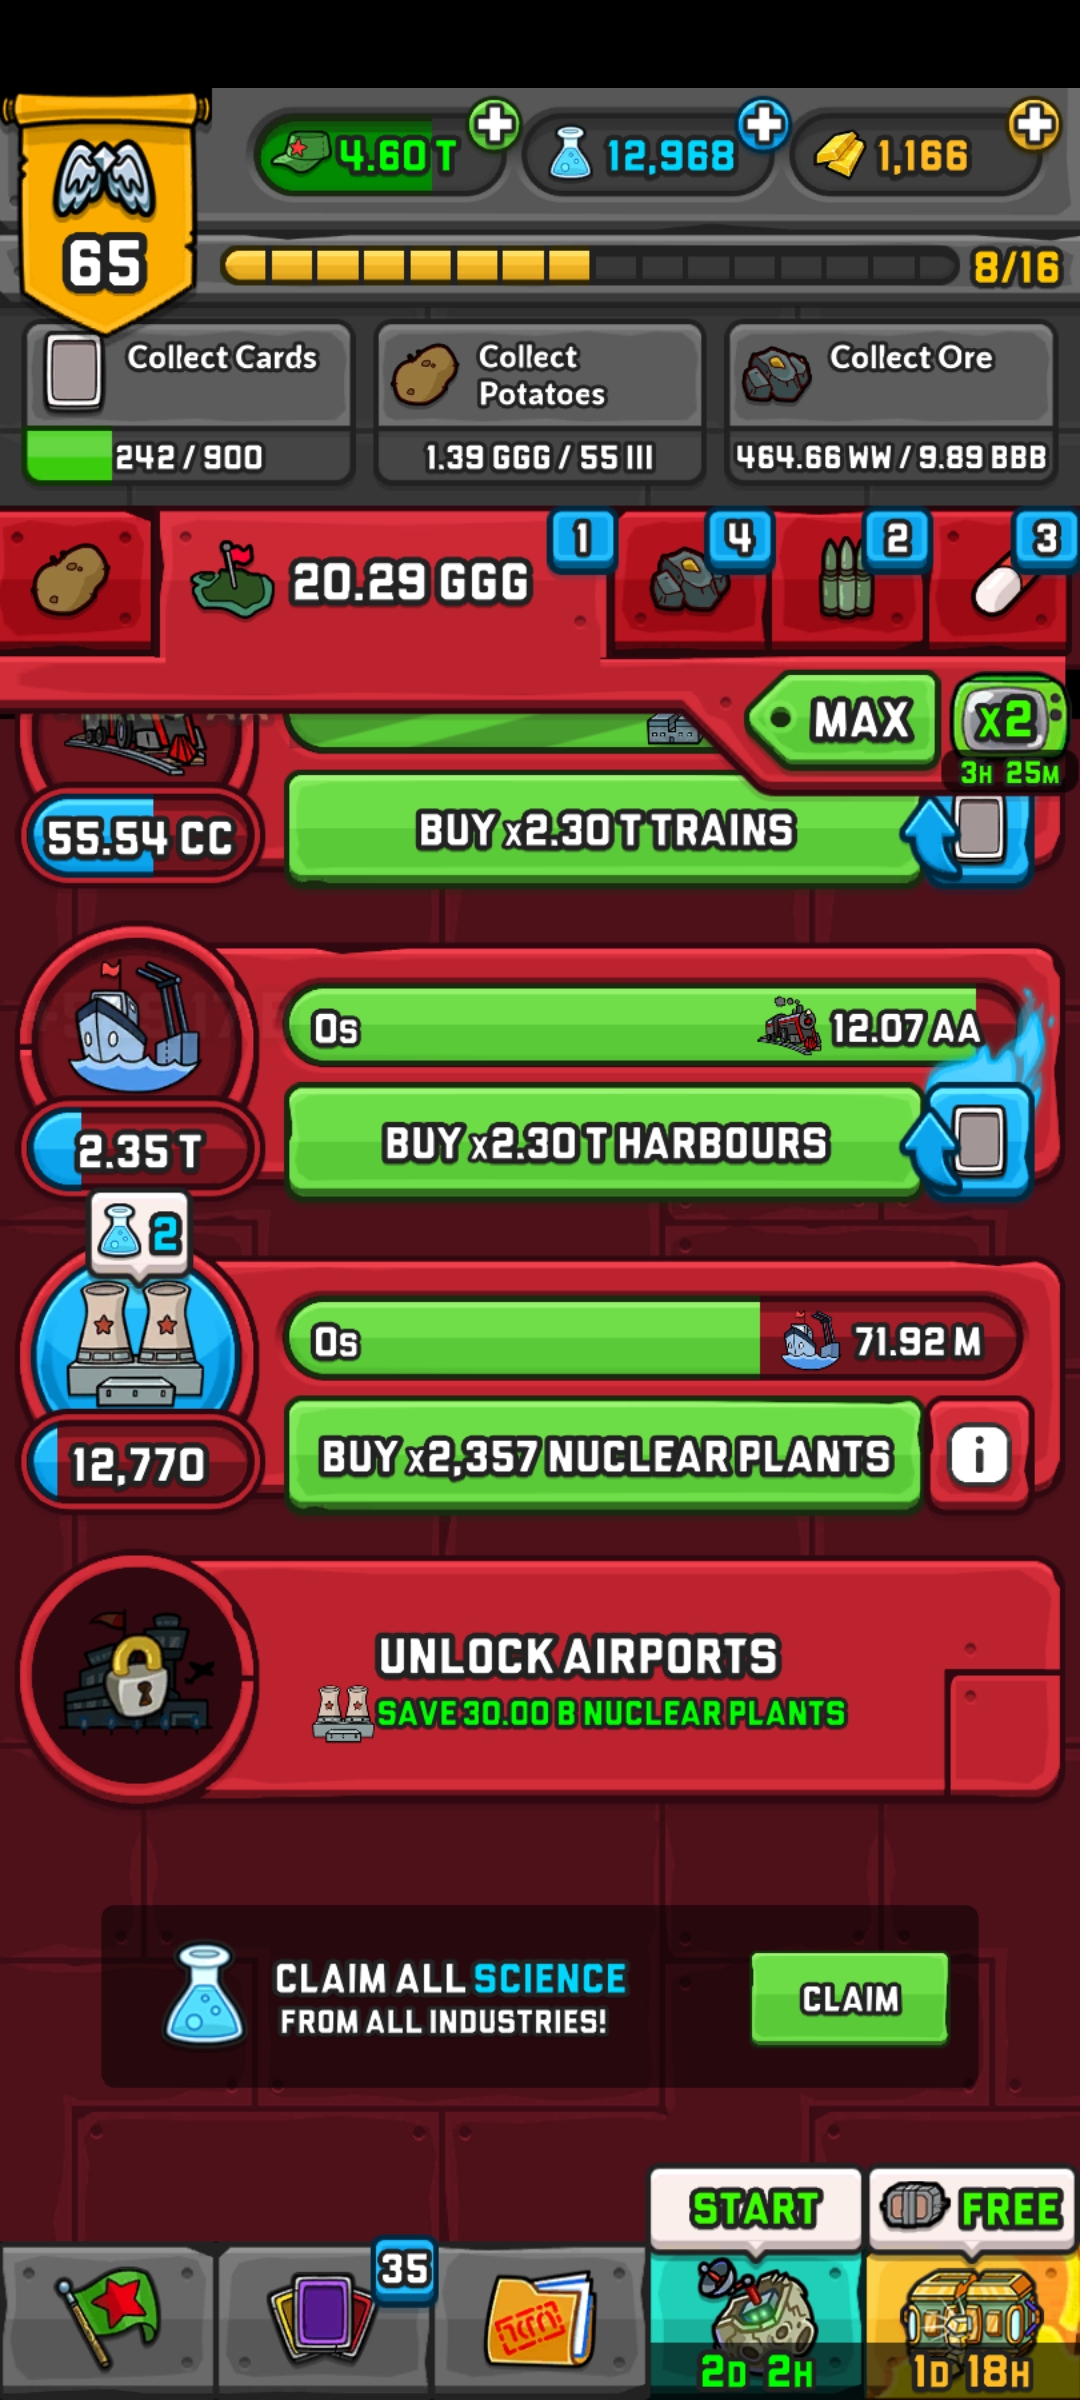 4.60 T
12,968
1,166
65
8/16
Collect Cards
Collect
Potatoes
Collect Ore
242 / 900
1.39 GGG / 55 III
464.66 WW / 9.89 BBB
20.29 GGG
1
4
2
3
MAX
X2
3H 25M
55.54 CC
BUY x2.30 T TRAINS
0s
12.07 AA
2.35 T
BUY x2.30 T HARBOURS
2
0s
71.92 M
12,770
BUY x2,357 NUCLEAR PLANTS
i
UNLOCK AIRPORTS
SAVE 30.00 B NUCLEAR PLANTS
CLAIM ALL SCIENCE
FROM ALL INDUSTRIES!
CLAIM
START
FREE
35
2D 2H
1D 18H